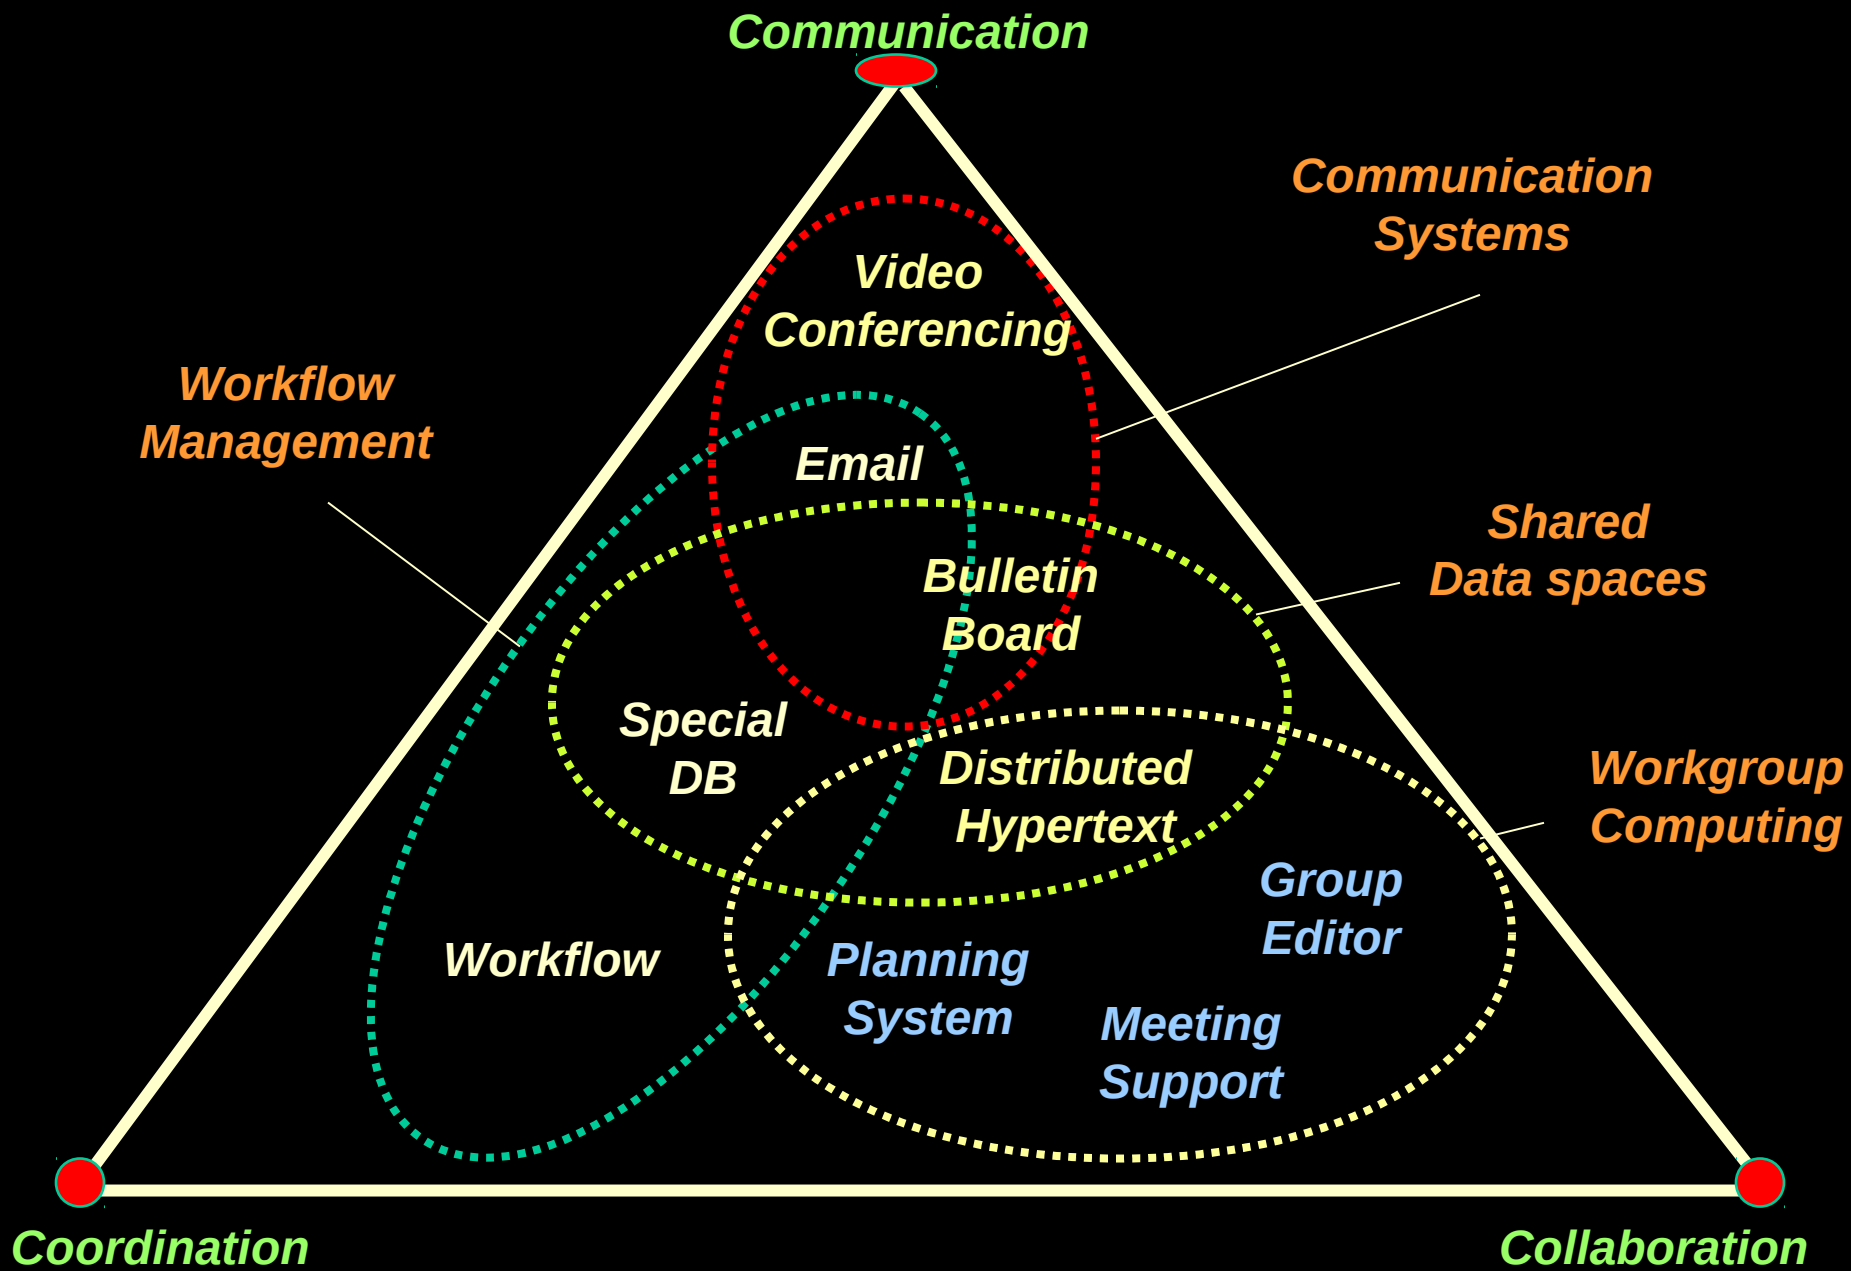 Communication
Communication
Systems
Video
Conferencing
Workflow
Management
Email
Shared
Data spaces
Bulletin
Board
Special
DB
Distributed
Hypertext
Workgroup
Computing
Group
Editor
Workflow
Planning
System
Meeting
Support
Coordination
Collaboration